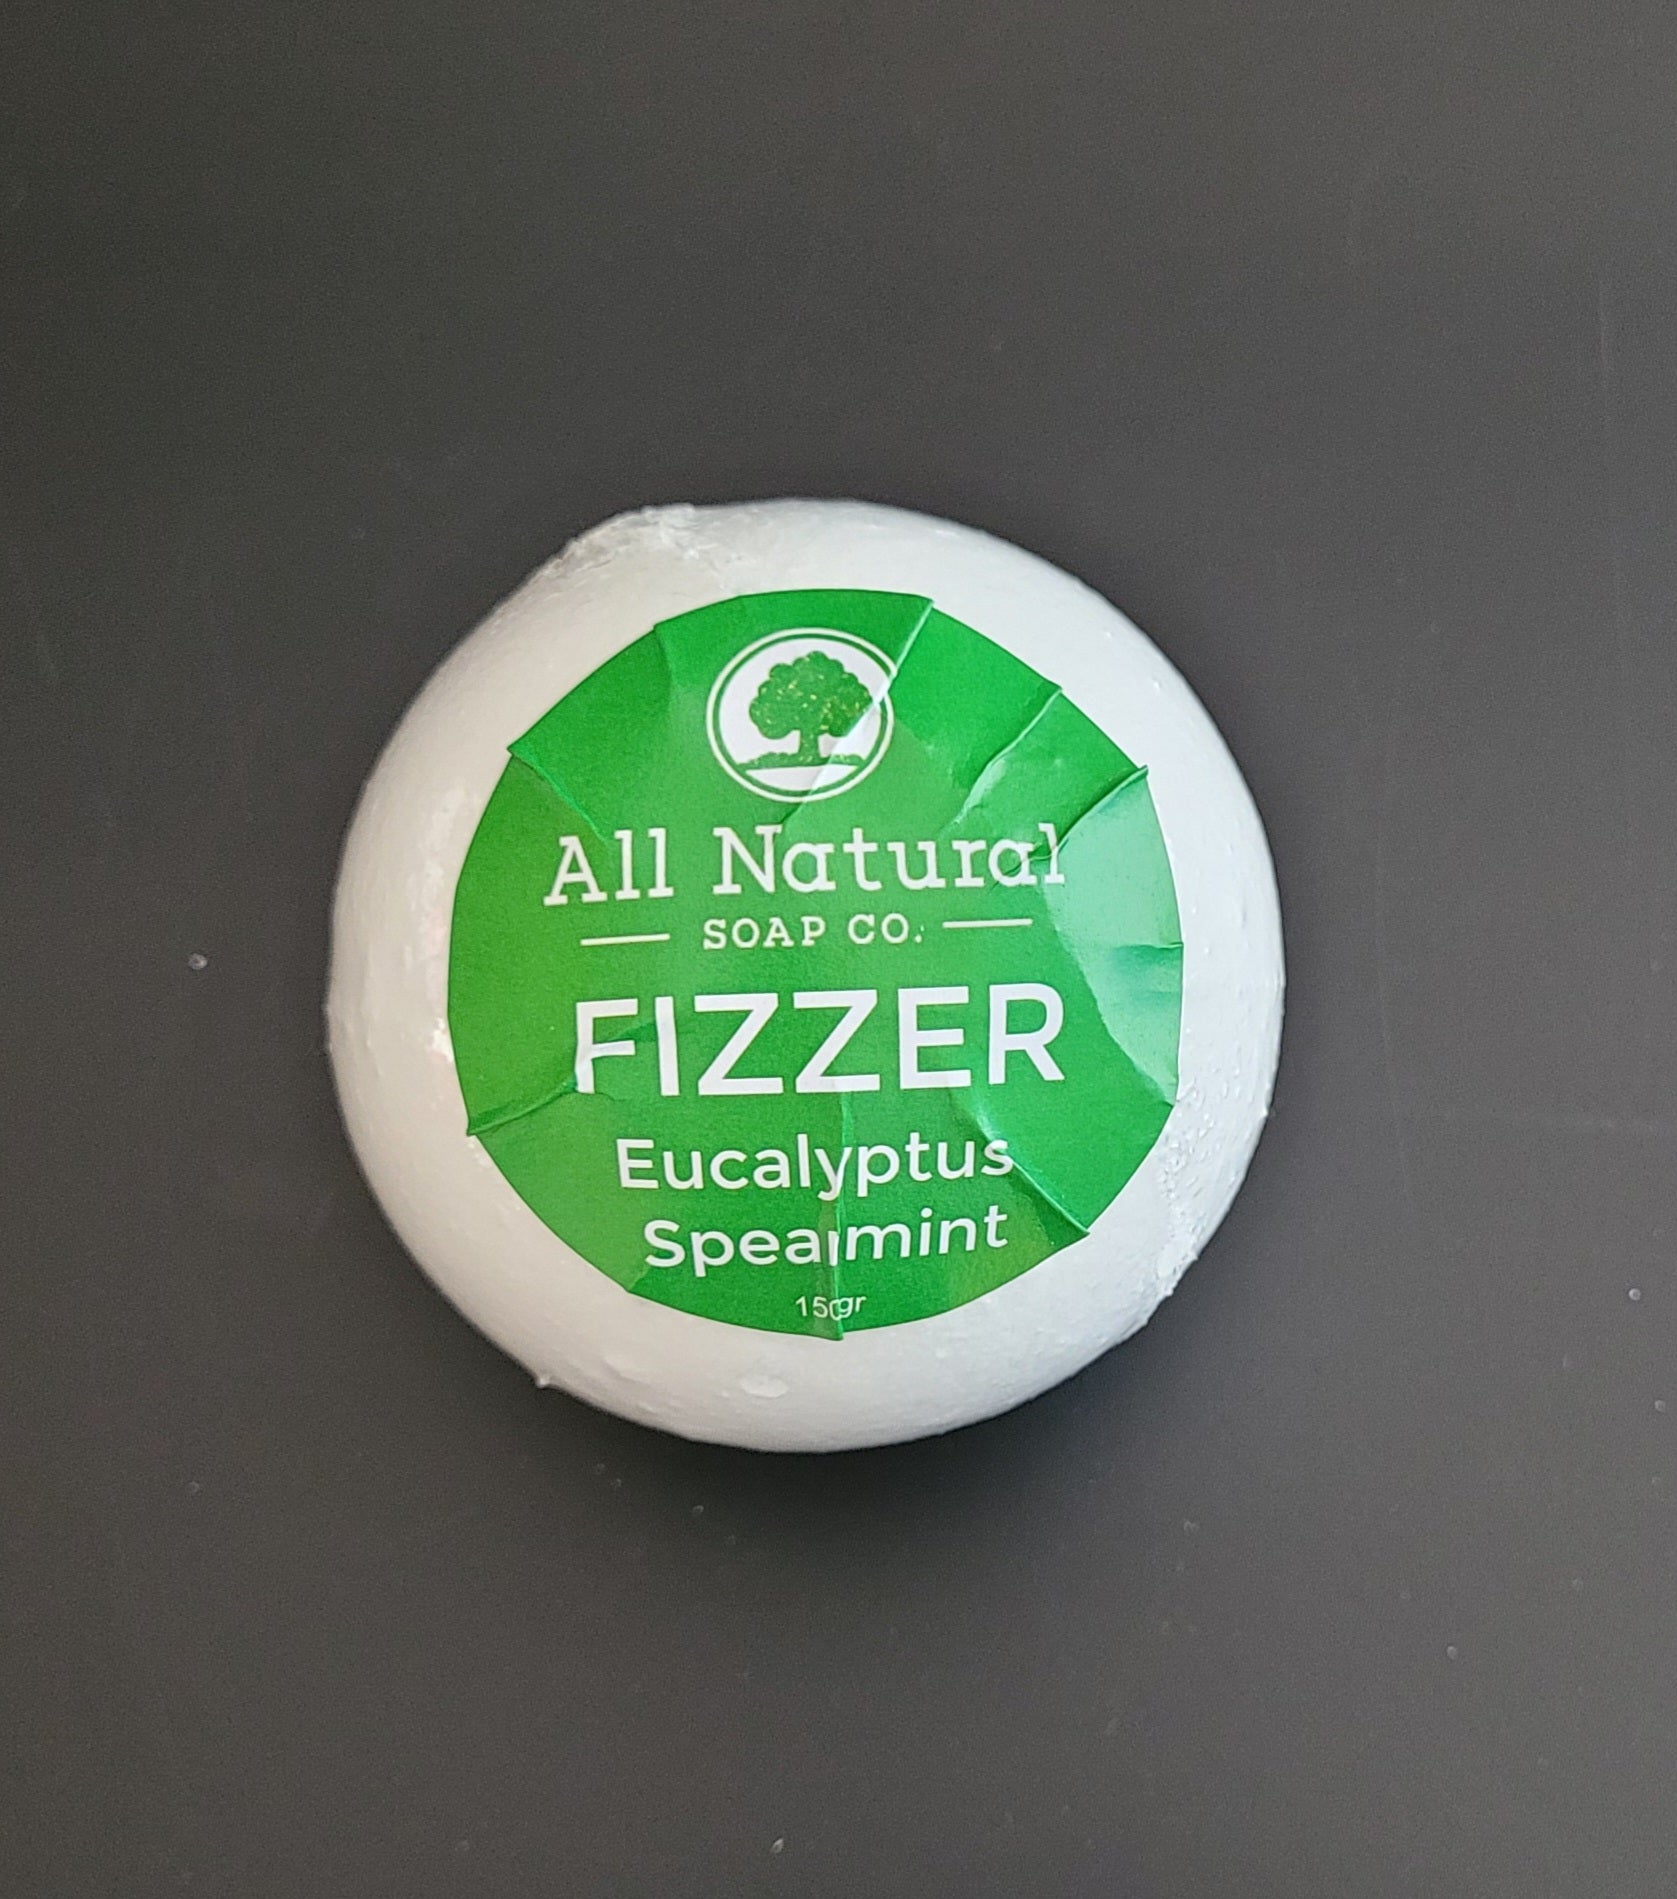 All Natural
SOAP CO.
FIZZER
Eucalyptus
Spearmint
150gr